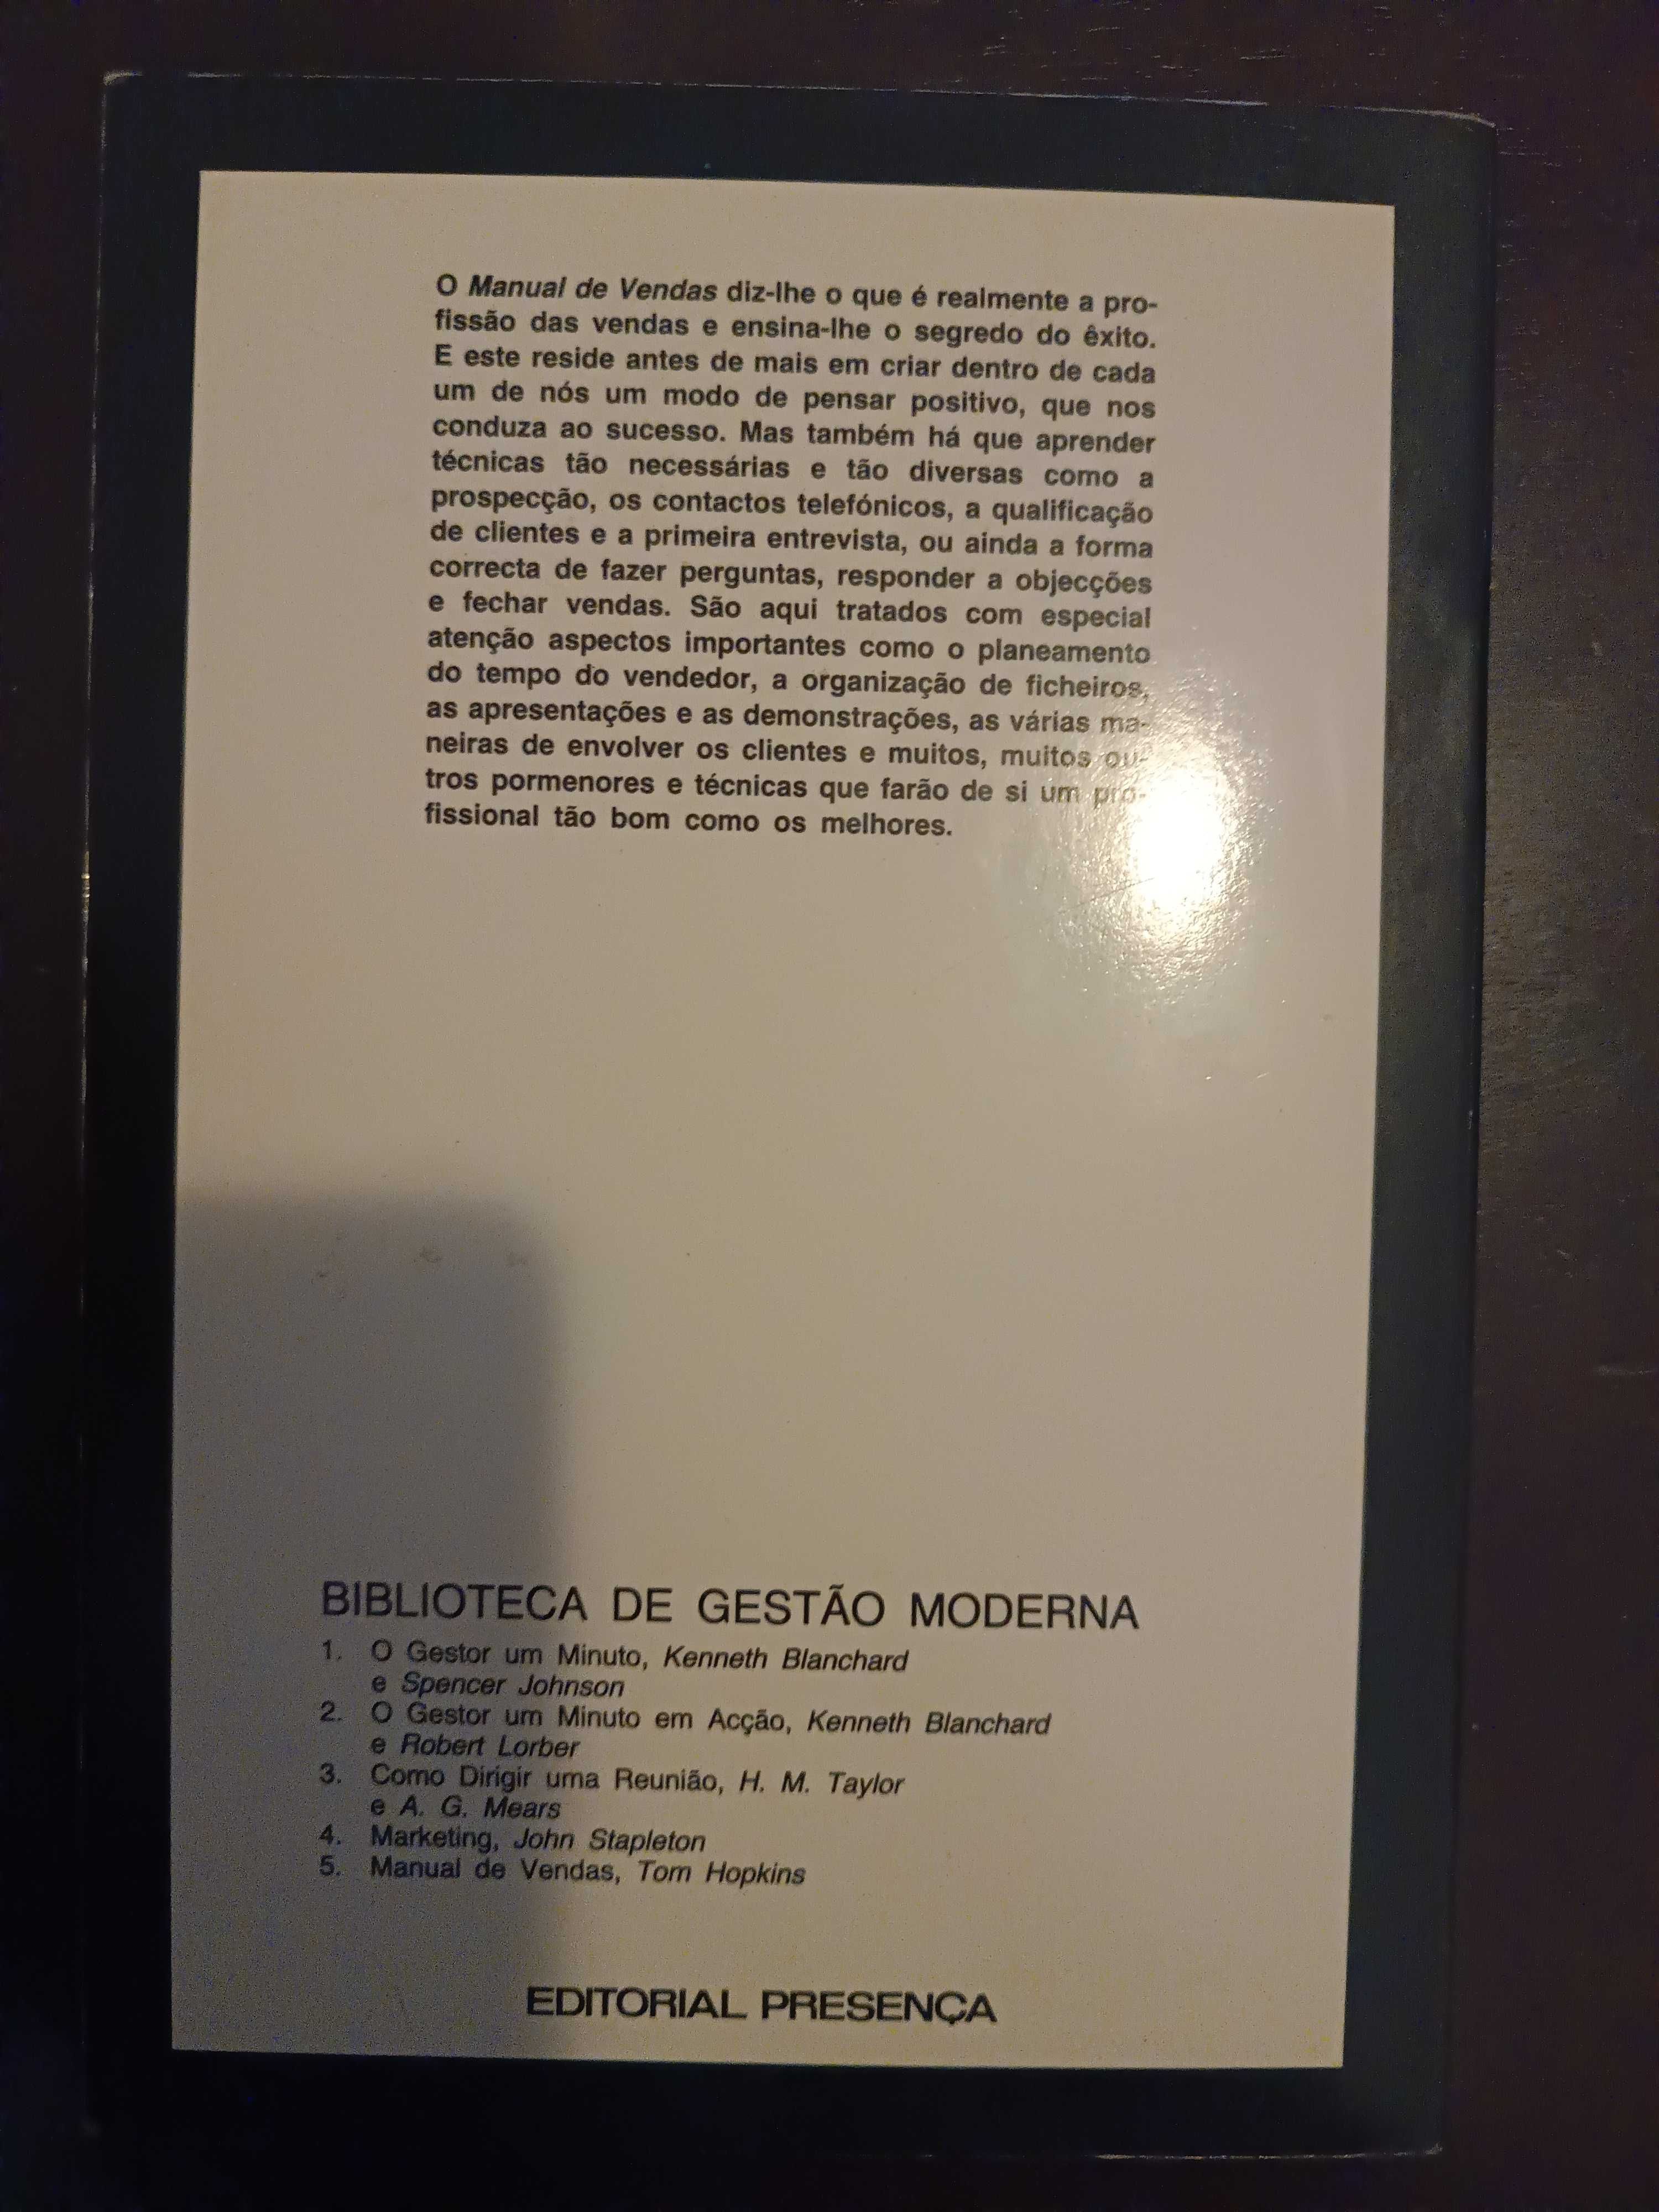 O Manual de Vendas diz-lhe o que é realmente a pro-
fissão das vendas e ensina-lhe o segredo do êxito.
E este reside antes de mais em criar dentro de cada
um de nós um modo de pensar positivo, que nos
conduza ao sucesso. Mas também há que aprender
técnicas tão necessárias e tão diversas como a
prospecção, os contactos telefónicos, a qualificação
de clientes e a primeira entrevista, ou ainda a forma
correcta de fazer perguntas, responder a objecções
e fechar vendas. São aqui tratados com especial
atenção aspectos importantes como o planeamento
do tempo do vendedor, a organização de ficheiros,
as apresentações e as demonstrações, as várias ma-
neiras de envolver os clientes e muitos, muitos ou-
tros pormenores e técnicas que farão de si um pro-
fissional tão bom como os melhores.
BIBLIOTECA DE GESTÃO MODERNA
1. O Gestor um Minuto, Kenneth Blanchard
e Spencer Johnson
2. O Gestor um Minuto em Acção, Kenneth Blanchard
e Robert Lorber
3. Como Dirigir uma Reunião, H. M. Taylor
e A. G. Mears
4. Marketing, John Stapleton
5. Manual de Vendas, Tom Hopkins
EDITORIAL PRESENÇA